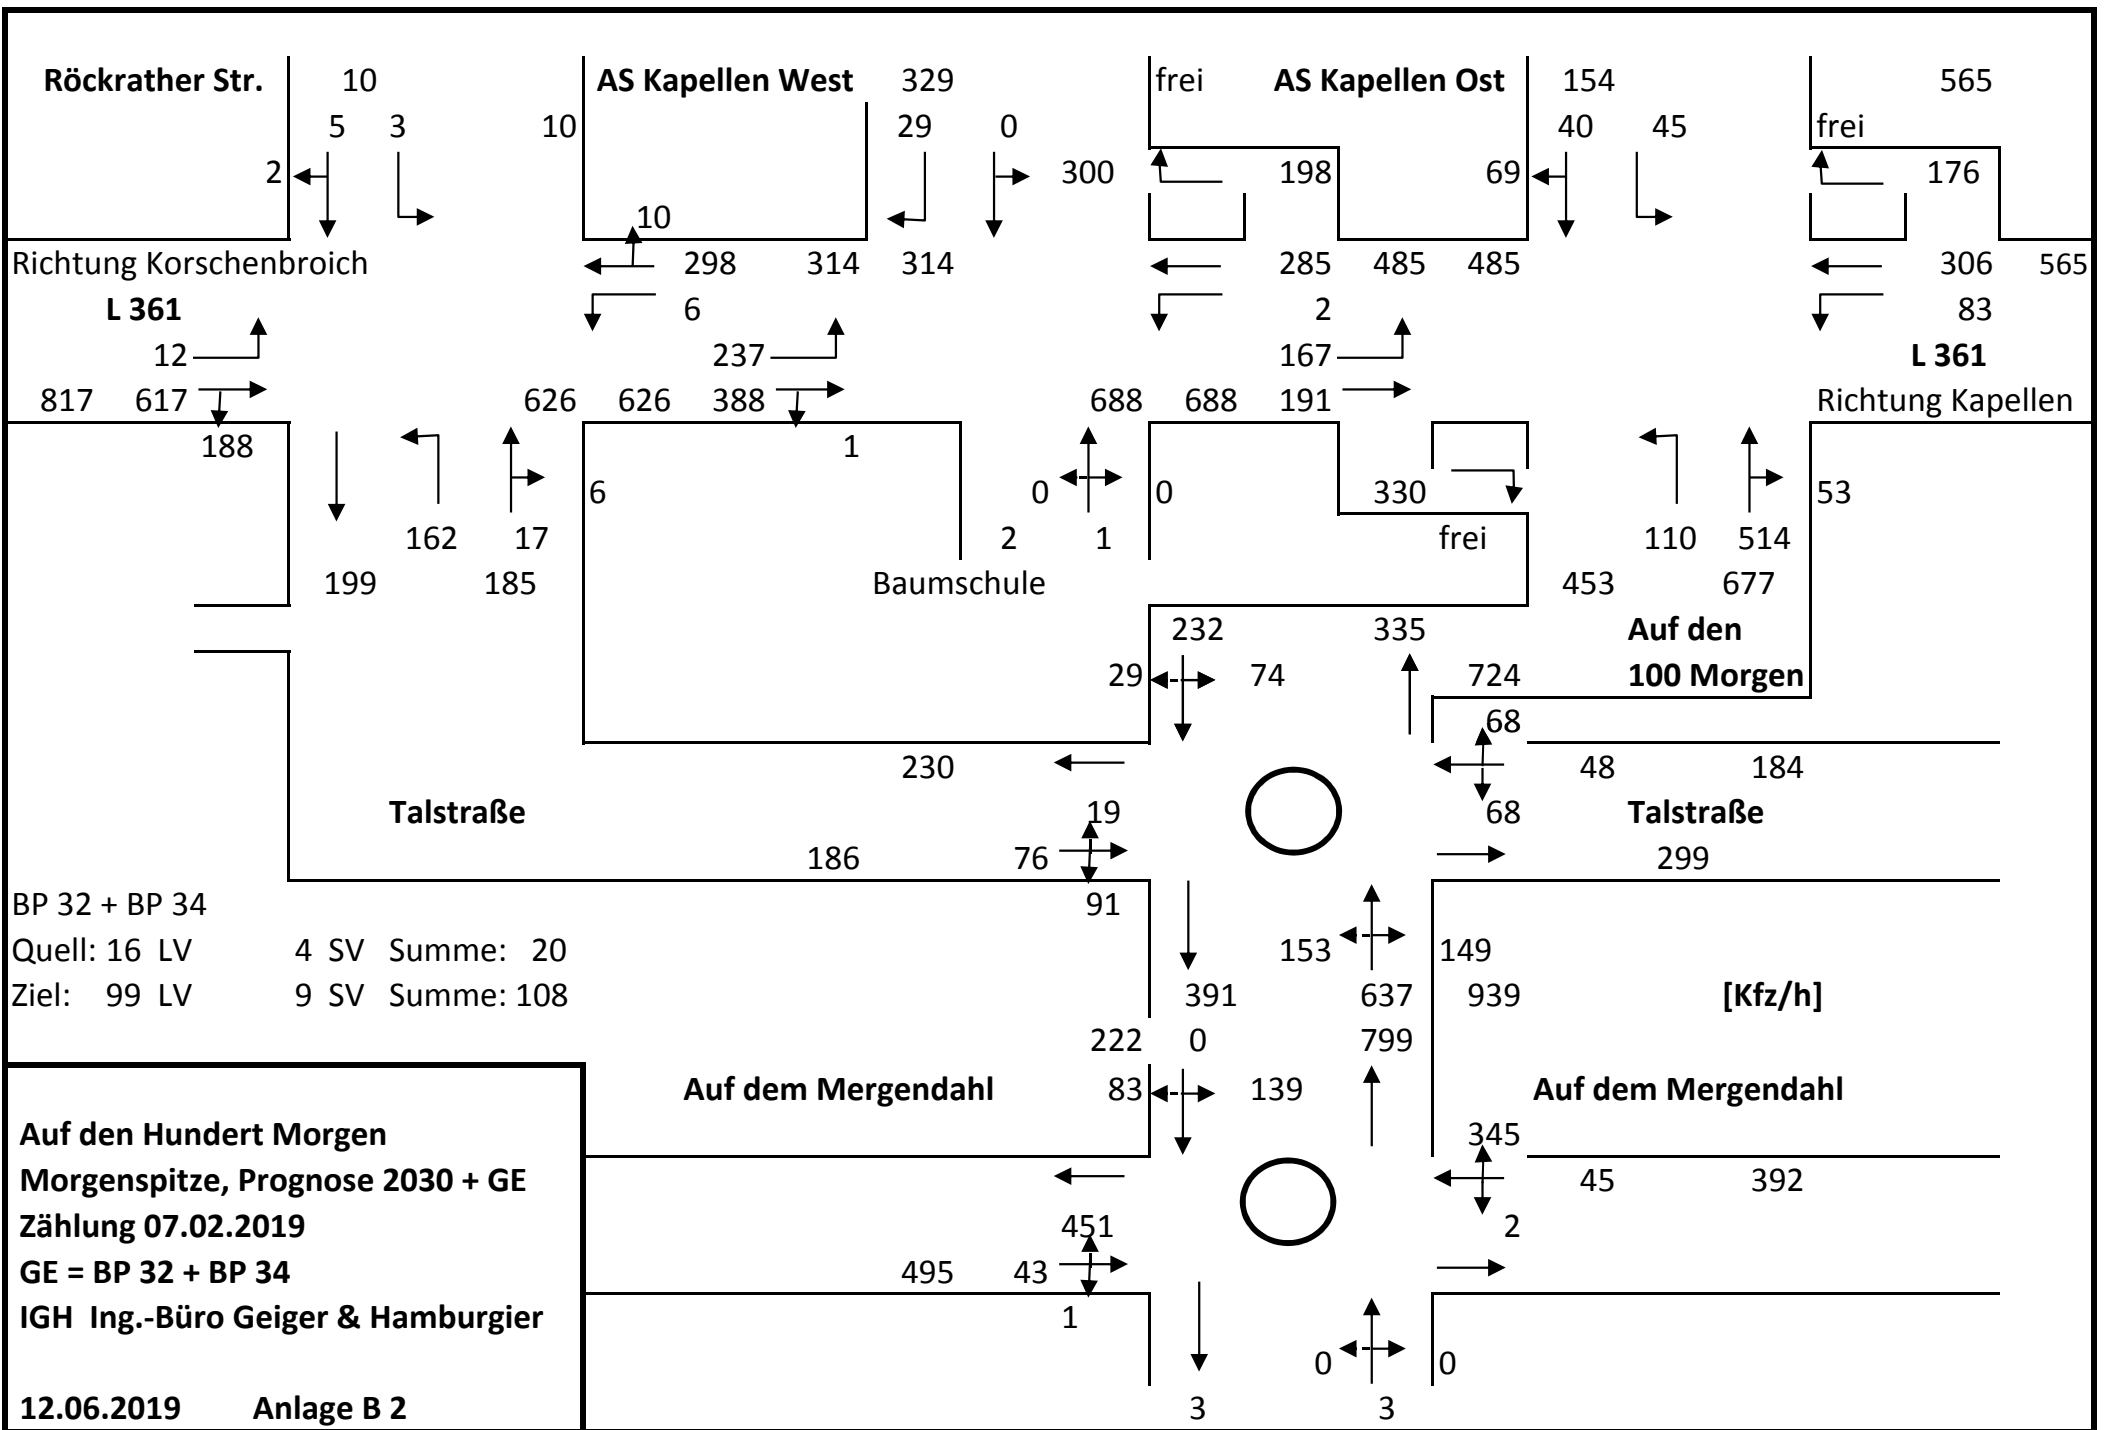 Röckrather Str. 10 AS Kapellen West 329 frei AS Kapellen Ost 154 565
5 3 10 29 0 40 45 frei
2 300 198 69 176
10
Richtung Korschenbroich 298 314 314 285 485 485 306 565
L 361 6 2 83
12 237 167 L 361
817 617 626 626 388 688 688 191 Richtung Kapellen
188 1
6 0 0 330 53
162 17 2 1 frei 110 514
199 185 Baumschule 453 677
232 335 Auf den
29 74 724 100 Morgen
68
230 48 184
Talstraße 19 68 Talstraße
186 76 299
BP 32 + BP 34 91
Quell: 16 LV 4 SV Summe: 20 153 149
Ziel: 99 LV 9 SV Summe: 108 391 637 939 [Kfz/h]
222 0 799
Auf dem Mergendahl 83 139 Auf dem Mergendahl
Auf den Hundert Morgen 345
Morgenspitze, Prognose 2030 + GE 45 392
Zählung 07.02.2019 451 2
GE = BP 32 + BP 34 495 43
IGH Ing.-Büro Geiger & Hamburgier 1
0 0
12.06.2019 Anlage B 2 3 3